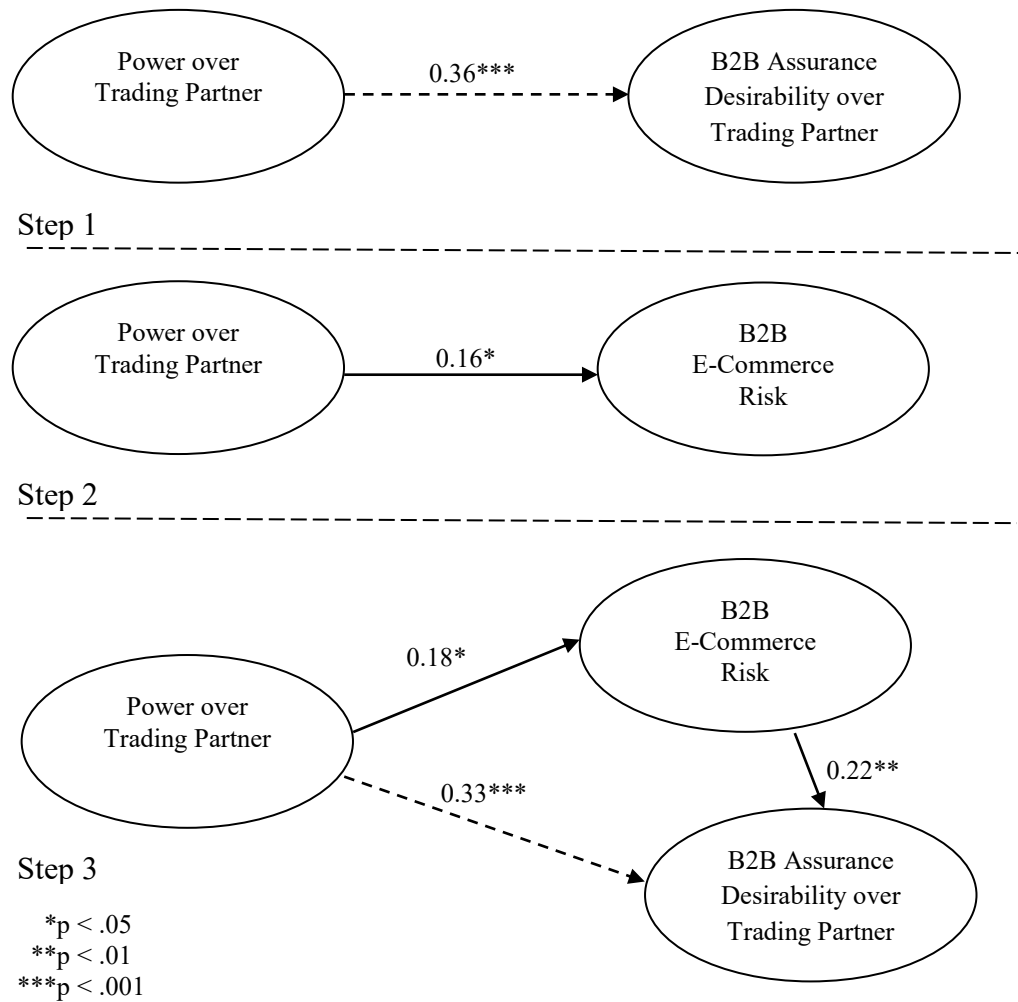 Power over
Trading Partner
0.36***
B2B Assurance
Desirability over
Trading Partner
Step 1
Power over
Trading Partner
0.16*
B2B
E-Commerce
Risk
Step 2
B2B
E-Commerce
Risk
0.18*
Power over
Trading Partner
0.22**
0.33***
Step 3
B2B Assurance
Desirability over
Trading Partner
*p < .05
**p < .01
***p < .001